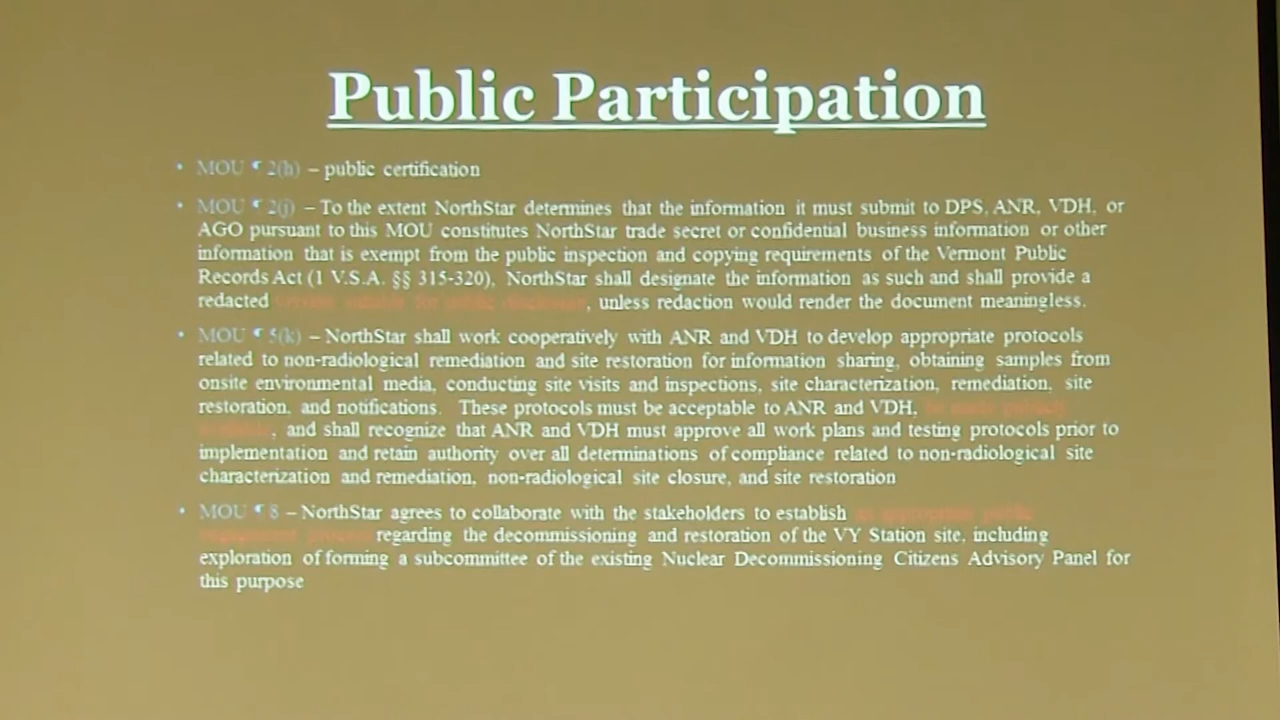 Public Participation
• MOU ¶ 2(h) – public certification
• MOU ¶ 2(j) – To the extent NorthStar determines that the information it must submit to DPS, ANR, VDH, or
AGO pursuant to this MOU constitutes NorthStar trade secret or confidential business information or other
information that is exempt from the public inspection and copying requirements of the Vermont Public
Records Act (1 V.S.A. §§ 315-320), NorthStar shall designate the information as such and shall provide a
redacted version suitable for public disclosure, unless redaction would render the document meaningless.
• MOU ¶ 5(k) – NorthStar shall work cooperatively with ANR and VDH to develop appropriate protocols
related to non-radiological remediation and site restoration for information sharing, obtaining samples from
onsite environmental media, conducting site visits and inspections, site characterization, remediation, site
restoration, and notifications. These protocols must be acceptable to ANR and VDH,
, and shall recognize that ANR and VDH must approve all work plans and testing protocols prior to
implementation and retain authority over all determinations of compliance related to non-radiological site
characterization and remediation, non-radiological site closure, and site restoration
• MOU ¶ 8 – NorthStar agrees to collaborate with the stakeholders to establish
regarding the decommissioning and restoration of the VY Station site, including
exploration of forming a subcommittee of the existing Nuclear Decommissioning Citizens Advisory Panel for
this purpose